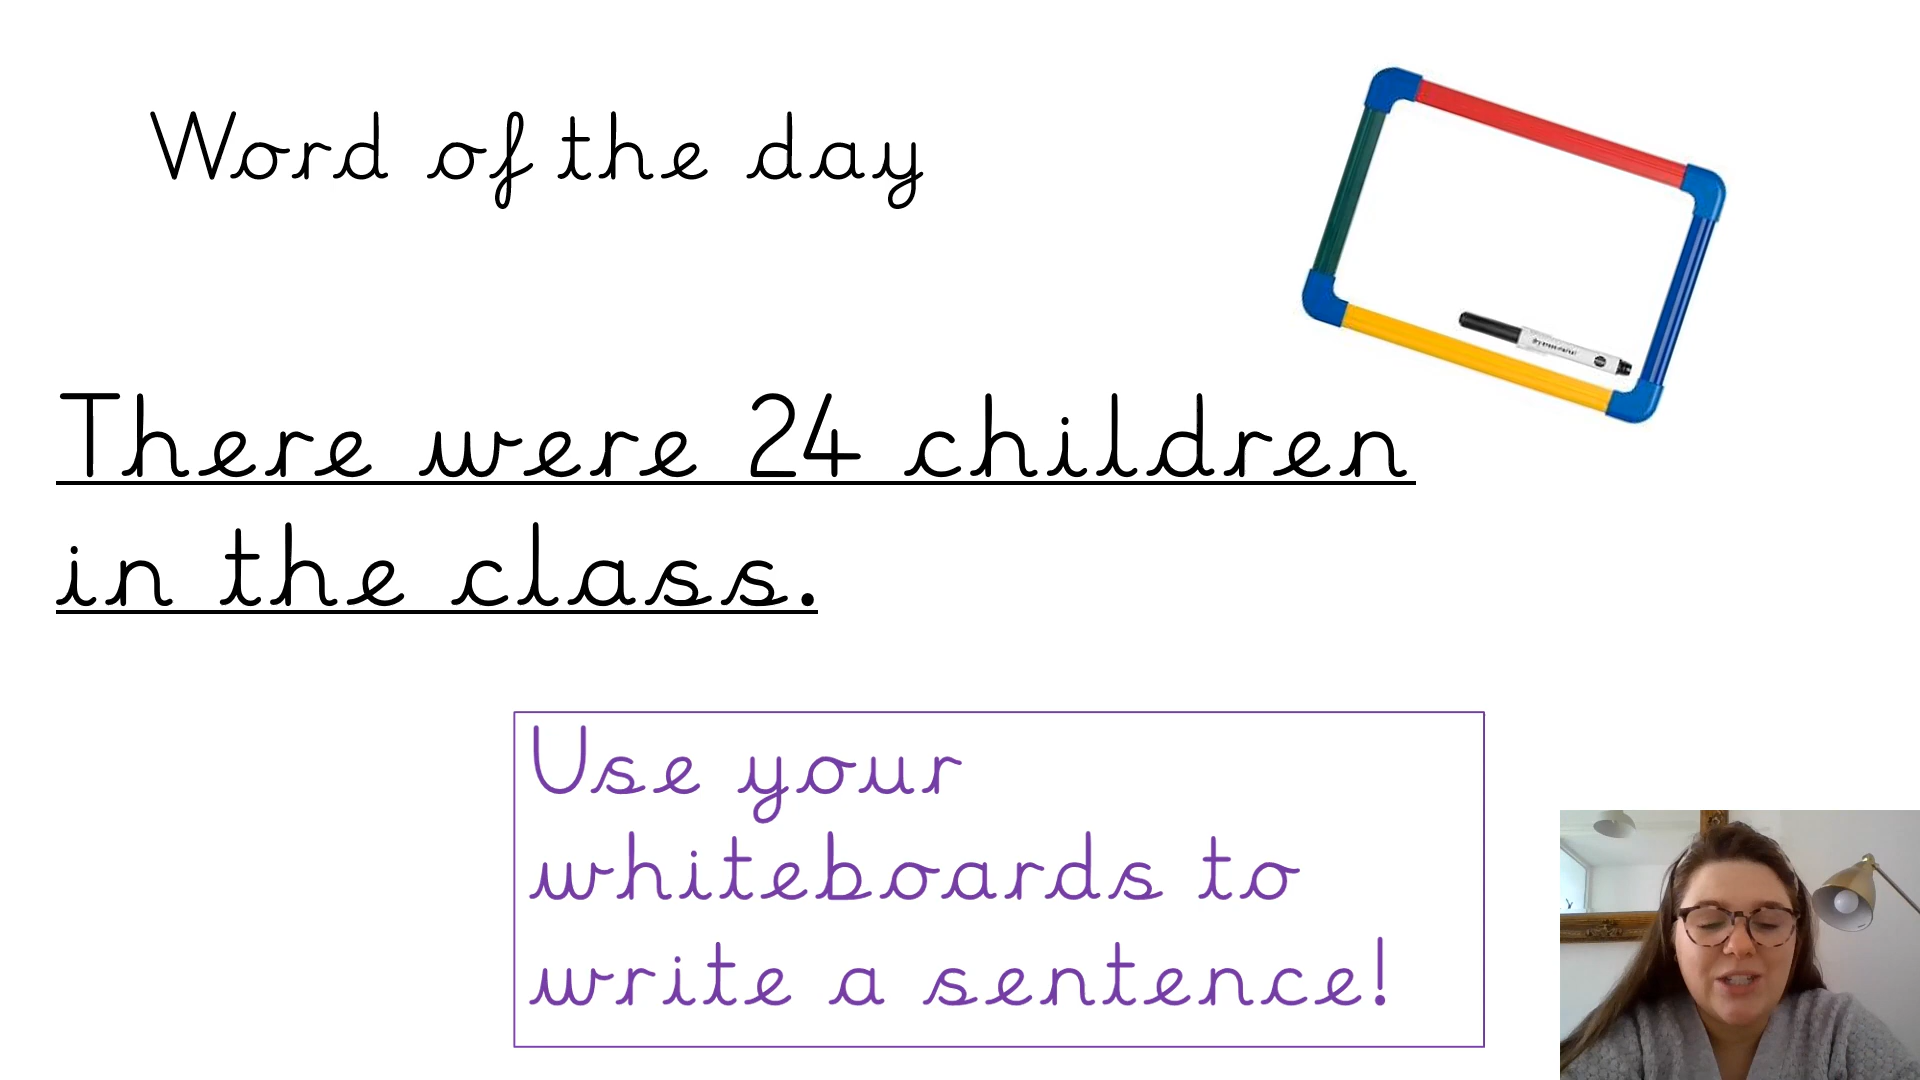 Word of the day
There were 24 children
in the class.
Use your
whiteboards to
write a sentence!